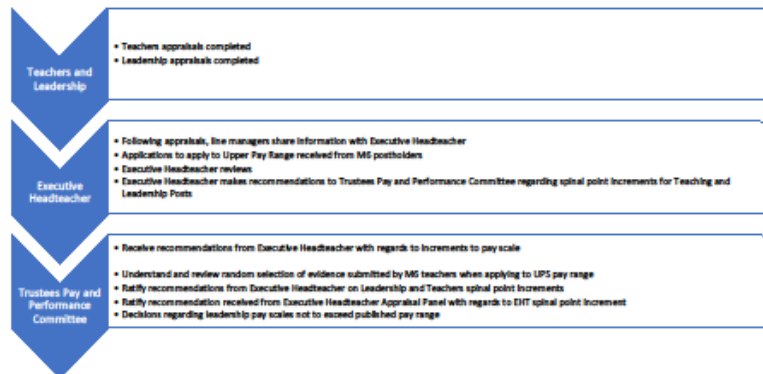 Teachers and
Leadership
• Teachers appraisals completed
• Leadership appraisals completed
Executive
Headteacher
• Following appraisals, line managers share information with Executive Headteacher
• Applications to apply to Upper Pay Range received from M6 postholders
• Executive Headteacher reviews
• Executive Headteacher makes recommendations to Trustees Pay and Performance Committee regarding spinal point increments for Teaching and
Leadership Posts
Trustees Pay and
Performance
Committee
• Receive recommendations from Executive Headteacher with regards to increments to pay scale
• Understand and review random selection of evidence submitted by M6 teachers when applying to UPS pay range
• Ratify recommendations from Executive Headteacher on Leadership and Teachers spinal point increments
• Ratify recommendation received from Executive Headteacher Appraisal Panel with regards to EHT spinal point increment
• Decisions regarding leadership pay scales not to exceed published pay range